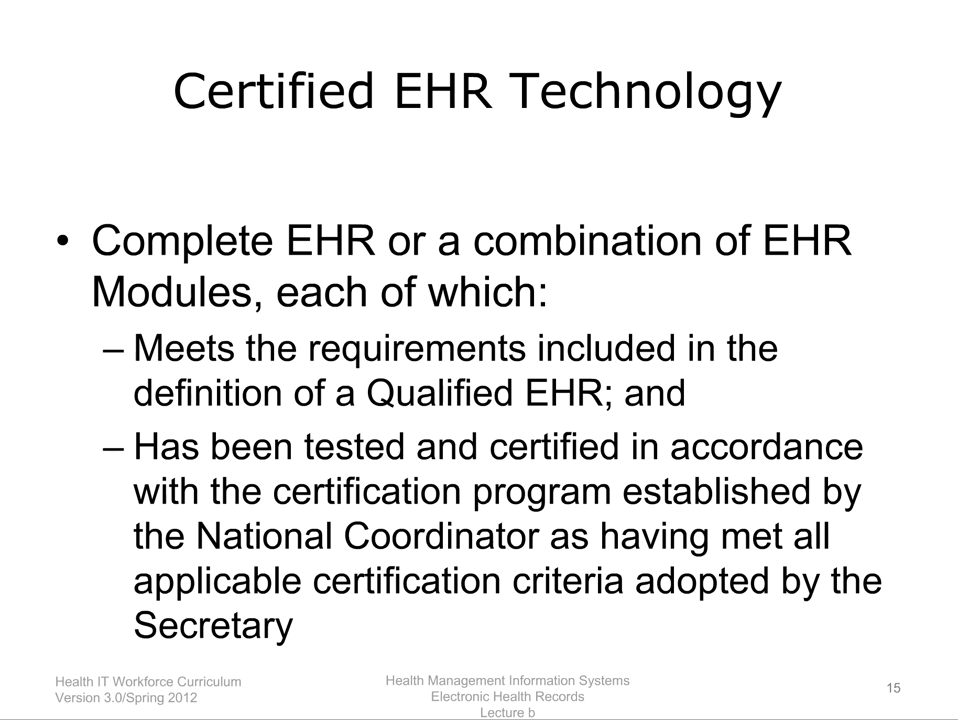 Certified EHR Technology
• Complete EHR or a combination of EHR
Modules, each of which:
– Meets the requirements included in the
definition of a Qualified EHR; and
– Has been tested and certified in accordance
with the certification program established by
the National Coordinator as having met all
applicable certification criteria adopted by the
Secretary
Health IT Workforce Curriculum
Version 3.0/Spring 2012
Health Management Information Systems
Electronic Health Records
Lecture b
15